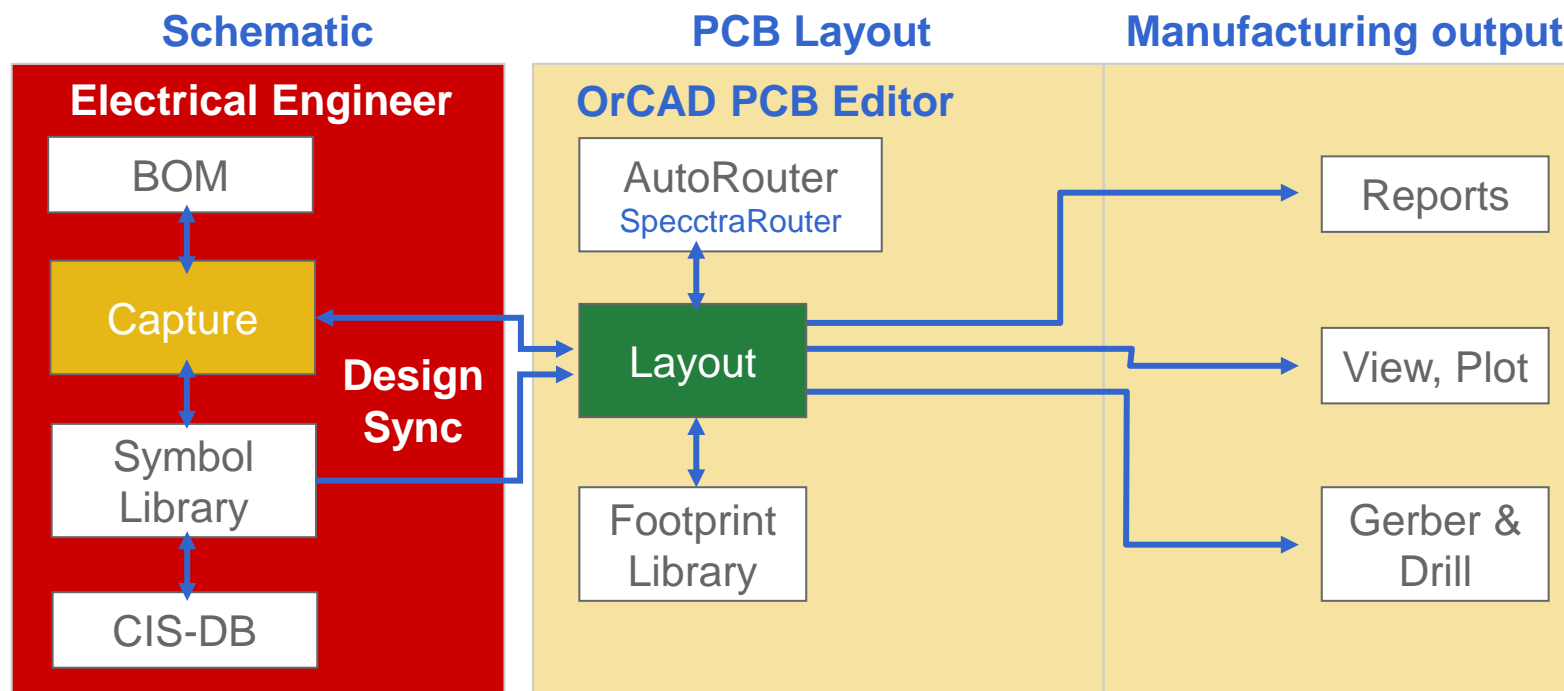 Schematic
PCB Layout
Manufacturing output
Electrical Engineer
BOM
Capture
Design
Sync
Symbol
Library
CIS-DB
OrCAD PCB Editor
AutoRouter
SpecctraRouter
Layout
Footprint
Library
Reports
View, Plot
Gerber &
Drill